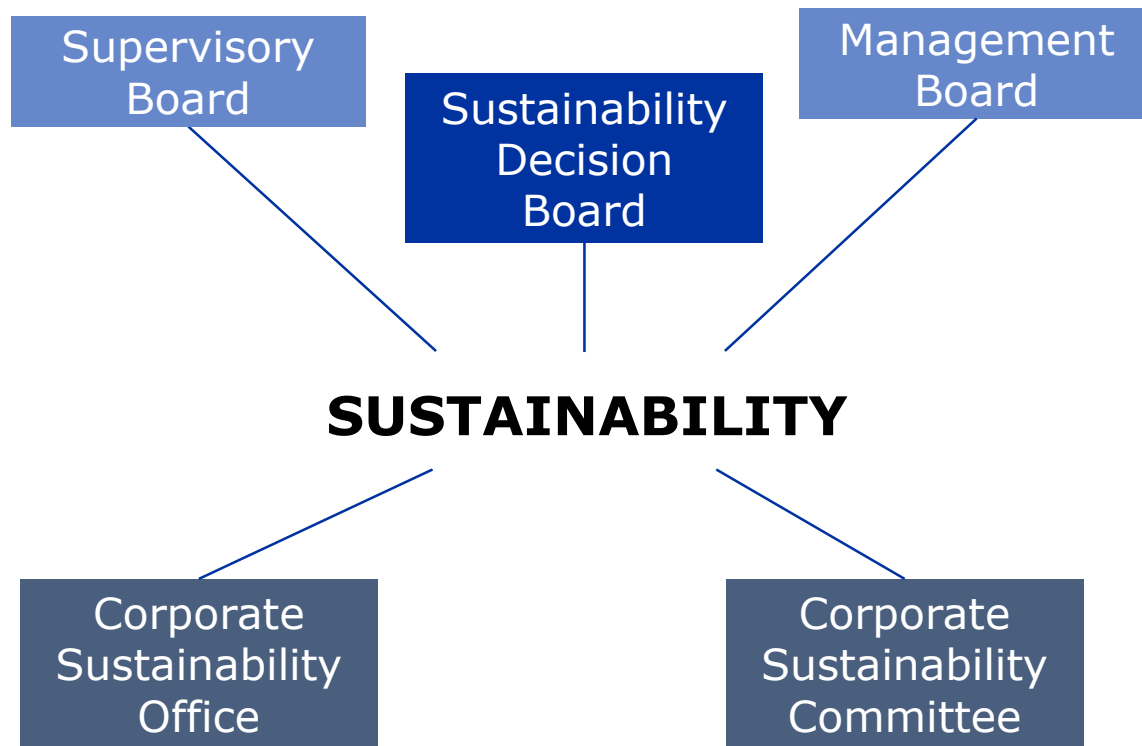 Supervisory
Board
Management
Board
Sustainability
Decision
Board
SUSTAINABILITY
Corporate
Sustainability
Office
Corporate
Sustainability
Committee